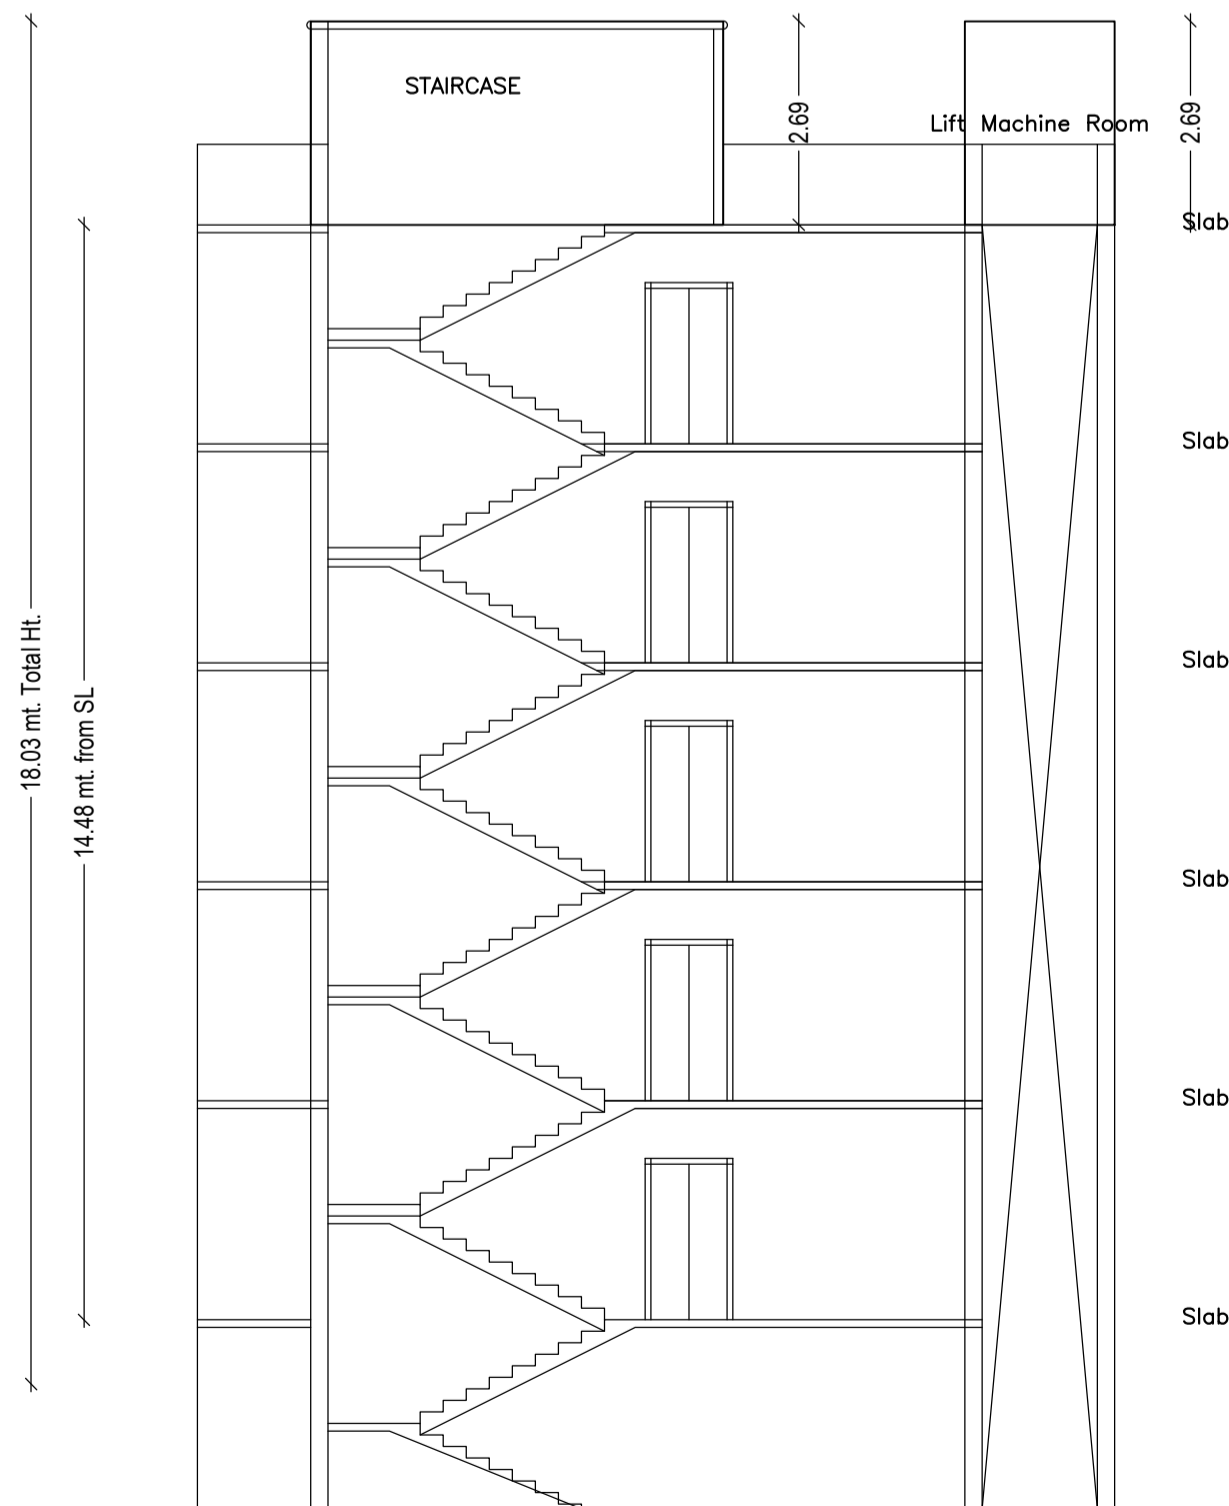 STAIRCASE
2.69
Lift Machine Room
2.69
Slab
Slab
18.03 mt. Total Ht.
14.48 mt. from SL
Slab
Slab
Slab
Slab